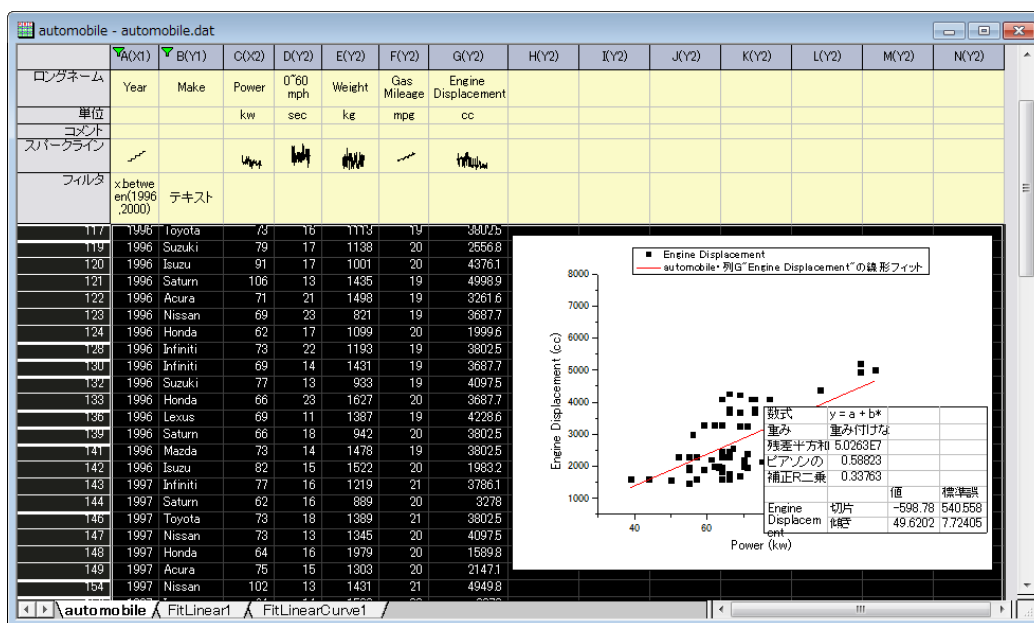 automobile - automobile.dat
A(X1) B(Y1) C(X2) D(Y2) E(Y2) F(Y2) G(Y2) H(Y2) I(Y2) J(Y2) K(Y2) L(Y2) M(Y2) N(Y2)
ロングネーム Year Make Power 0~60 mph Weight Gas Mileage Engine Displacement
単位 kw sec kg mpg cc
コメント
スパークライン
フィルタ x.between(1996,2000) テキスト
117 1996 Toyota 73 16 1113 19 3802.5
119 1996 Suzuki 79 17 1138 20 2556.8
120 1996 Isuzu 91 17 1001 20 4376.1
121 1996 Saturn 106 13 1435 19 4998.9
122 1996 Acura 71 21 1498 19 3261.6
123 1996 Nissan 69 23 821 19 3687.7
124 1996 Honda 62 17 1099 20 1999.6
128 1996 Infiniti 73 22 1193 19 3802.5
130 1996 Infiniti 69 14 1431 19 3687.7
132 1996 Suzuki 77 13 933 19 4097.5
133 1996 Honda 66 23 1627 20 3687.7
136 1996 Lexus 69 11 1387 19 4228.6
139 1996 Saturn 66 18 942 20 3802.5
141 1996 Mazda 73 14 1478 19 3802.5
142 1996 Isuzu 82 15 1522 20 1983.2
143 1997 Infiniti 77 16 1219 21 3786.1
144 1997 Saturn 62 16 889 20 3278
146 1997 Toyota 73 18 1389 21 3802.5
147 1997 Nissan 73 13 1345 20 4097.5
148 1997 Honda 64 16 1979 20 1589.8
149 1997 Acura 75 15 1303 20 2147.1
154 1997 Nissan 102 13 1431 21 4949.8
Engine Displacement
automobile・列G"Engine Displacement"の線形フィット
8000
7000
6000
5000
4000
3000
2000
1000
Engine Displacement (cc)
40 60
Power (kw)
数式 y = a + b*
重み 重み付けな
残差平方和 5.0263E7
ピアソンの 0.58823
補正R二乗 0.33763
値 標準誤
Engine Displacement 切片 -598.78 540.558
傾き 49.6202 7.72405
automobile FitLinear1 FitLinearCurve1